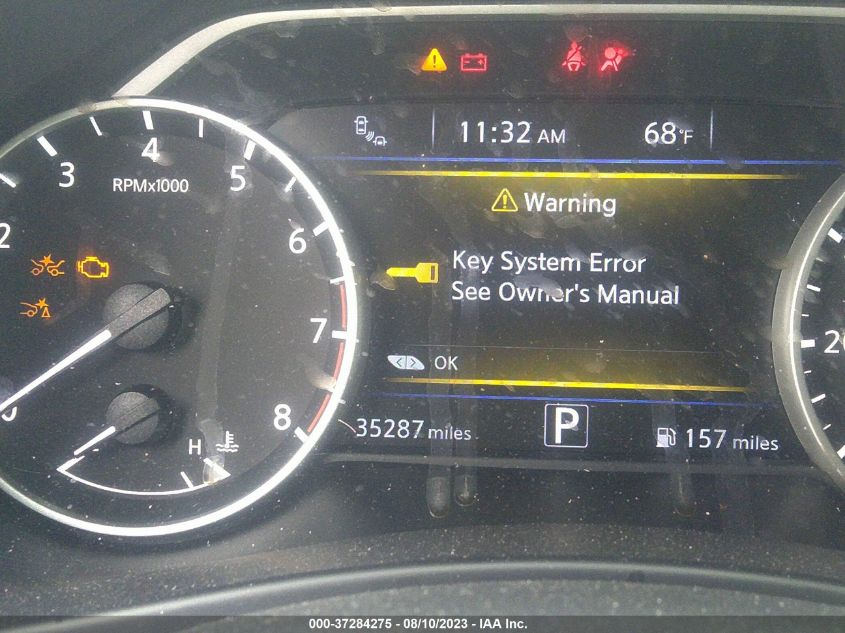 11:32 AM 68°F
4
3 5
RPMx1000
Warning
2 6
Key System Error
See Owner's Manual
7
OK
0 8
35287 miles P 157 miles
H
000-37284275 - 08/10/2023 - IAA Inc.